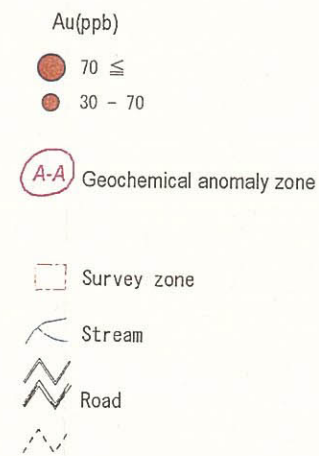 Au(ppb)
70 ≦
30 - 70
A-A Geochemical anomaly zone
Survey zone
Stream
Road